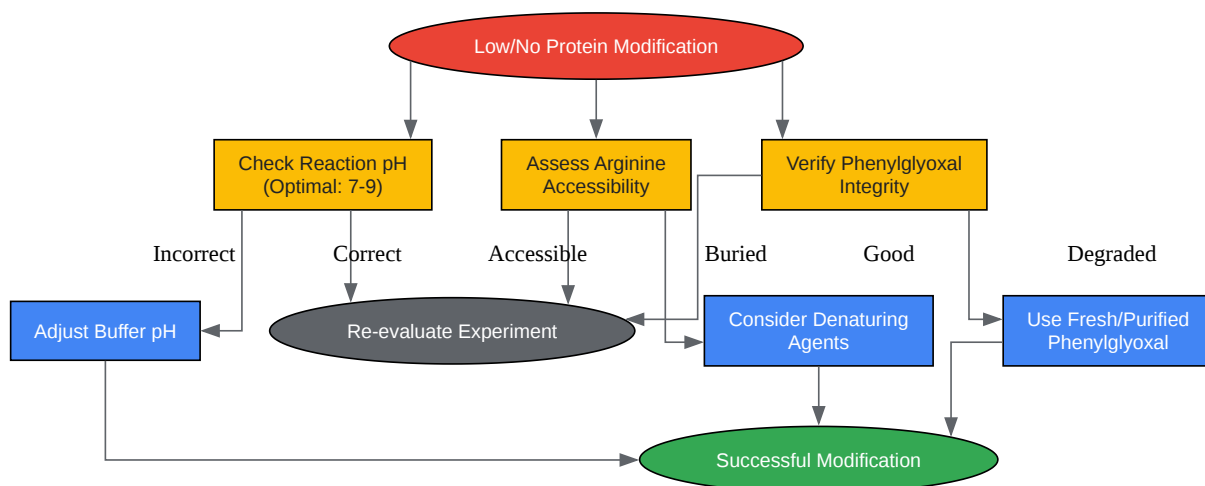 Low/No Protein Modification
Check Reaction pH
(Optimal: 7-9)
Assess Arginine
Accessibility
Verify Phenylglyoxal
Integrity
Incorrect
Correct
Accessible
Buried
Good
Degraded
Adjust Buffer pH
Re-evaluate Experiment
Consider Denaturing
Agents
Use Fresh/Purified
Phenylglyoxal
Successful Modification